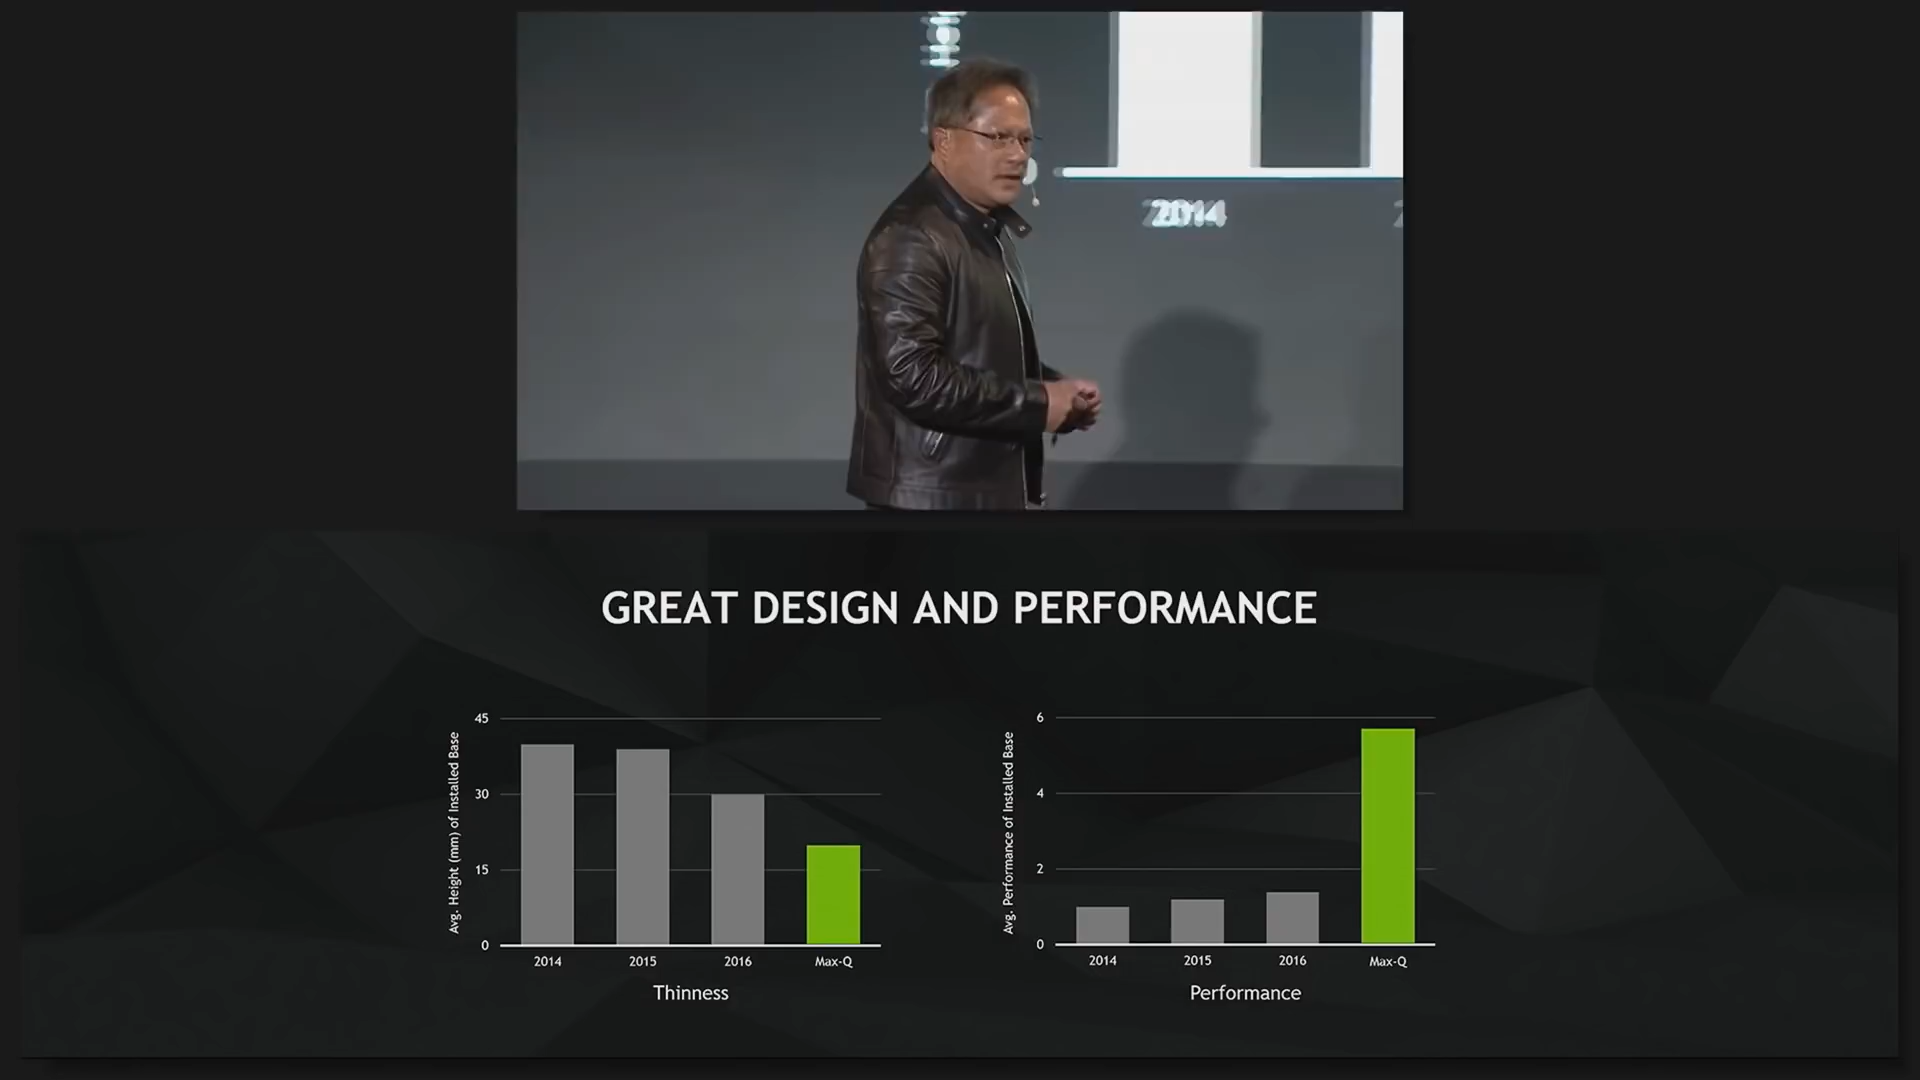 2014
GREAT DESIGN AND PERFORMANCE
Avg. Height (mm) of Installed Base
45
30
15
0
2014 2015 2016 Max-Q
Thinness
Avg. Performance of Installed Base
6
4
2
0
2014 2015 2016 Max-Q
Performance